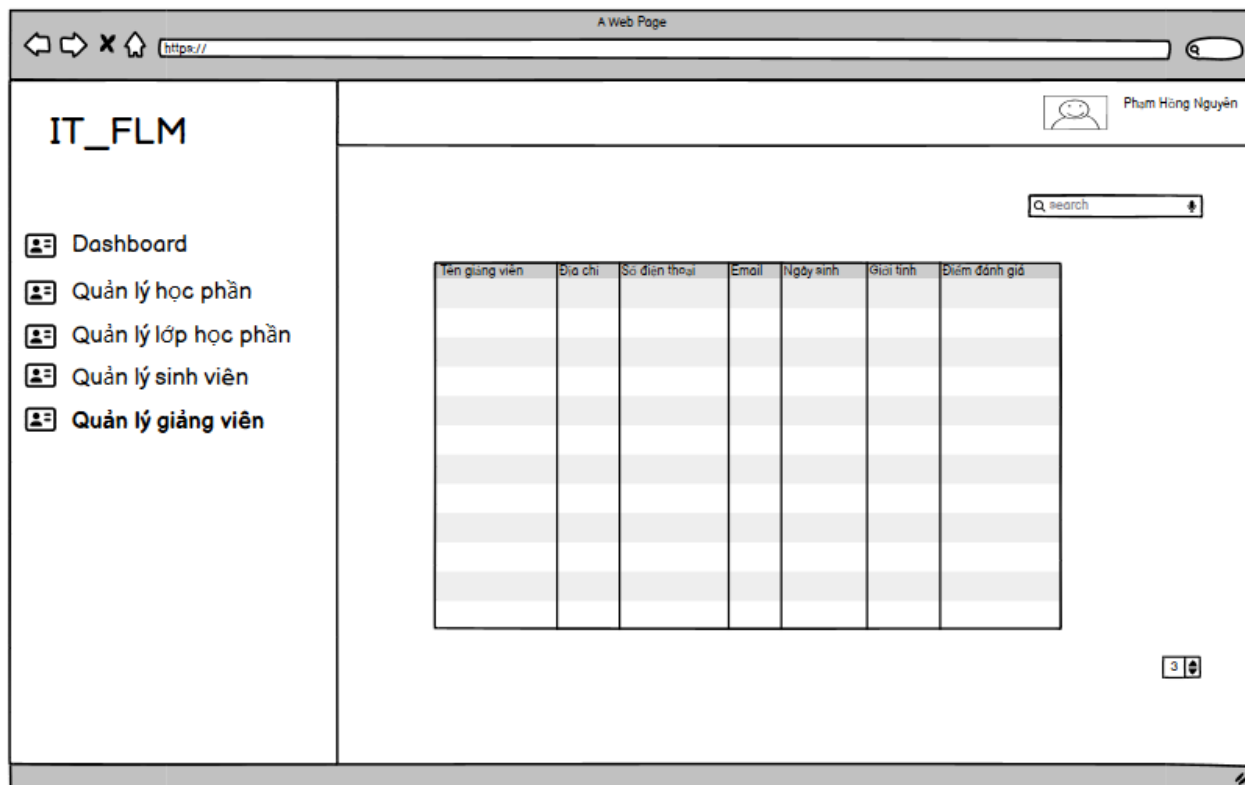 A Web Page
https://
IT_FLM
Phạm Hồng Nguyên
search
Dashboard
Quản lý học phần
Quản lý lớp học phần
Quản lý sinh viên
Quản lý giảng viên
Tên giảng viên Địa chỉ Số điện thoại Email Ngày sinh Giới tính Điểm đánh giá
3